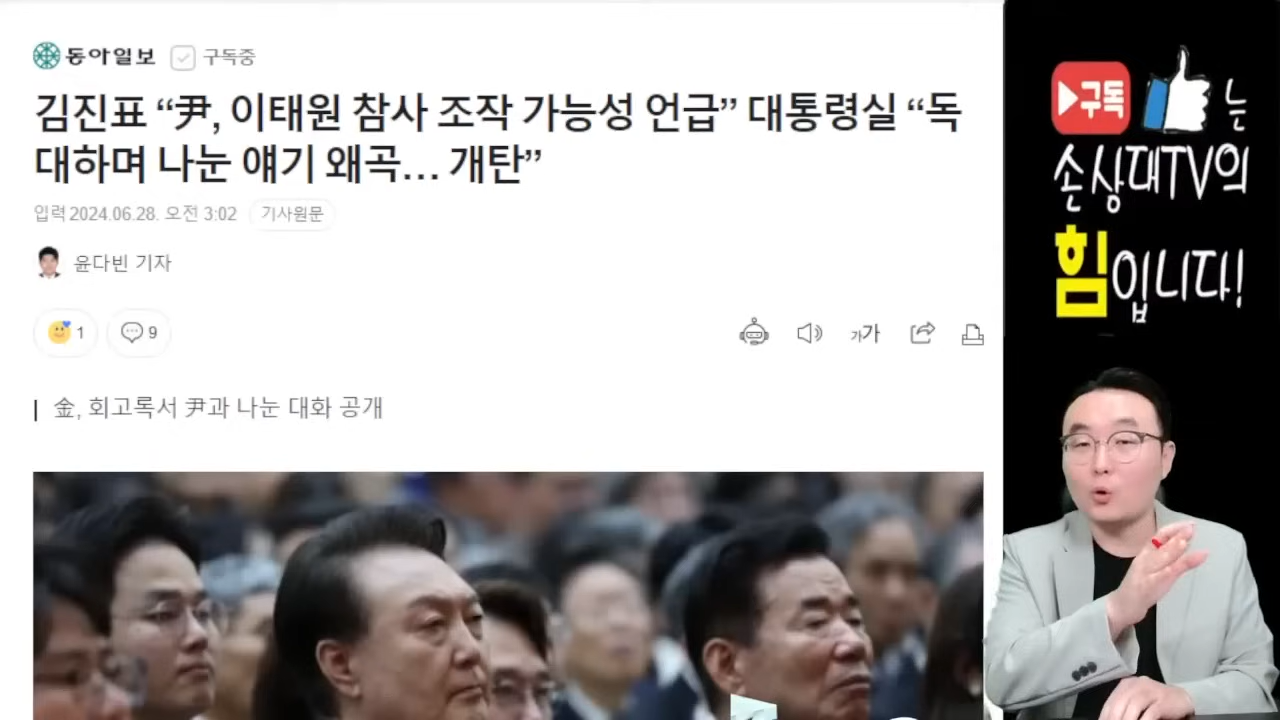 동아일보 구독중
김진표 “尹, 이태원 참사 조작 가능성 언급” 대통령실 “독
대하며 나눈 얘기 왜곡… 개탄”
입력 2024.06.28. 오전 3:02 기사원문
윤다빈 기자
1 9
가가
金, 회고록서 尹과 나눈 대화 공개
구독 는
손상대TV의
힘입니다!